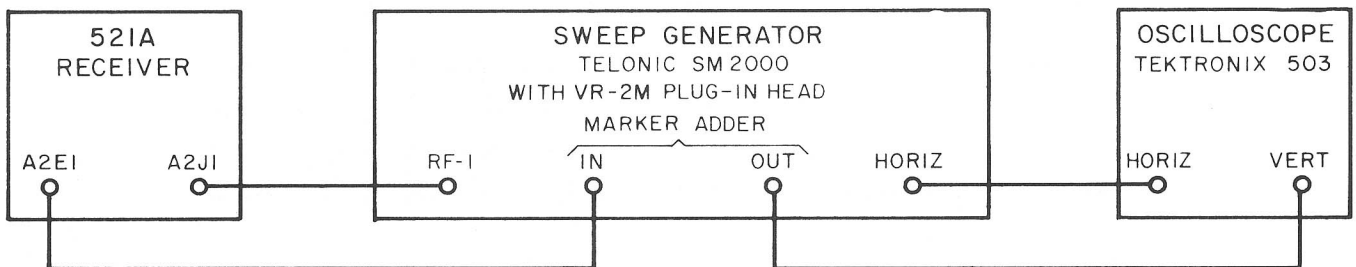 521A
RECEIVER
A2E1
A2J1
SWEEP GENERATOR
TELONIC SM 2000
WITH VR-2M PLUG-IN HEAD
MARKER ADDER
RF-1
IN
OUT
HORIZ
OSCILLOSCOPE
TEKTRONIX 503
HORIZ
VERT